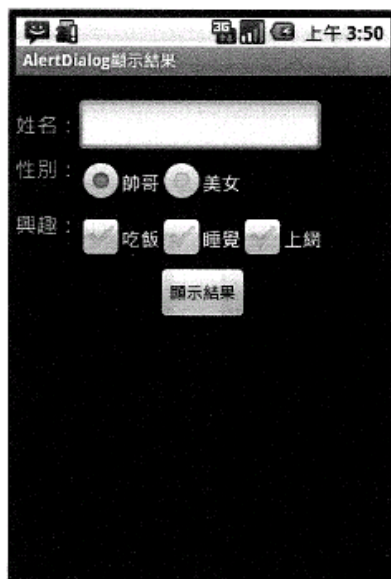 3G 上午 3:50
AlertDialog顯示結果
姓名：
性別： 帥哥 美女
興趣： 吃飯 睡覺 上網
顯示結果